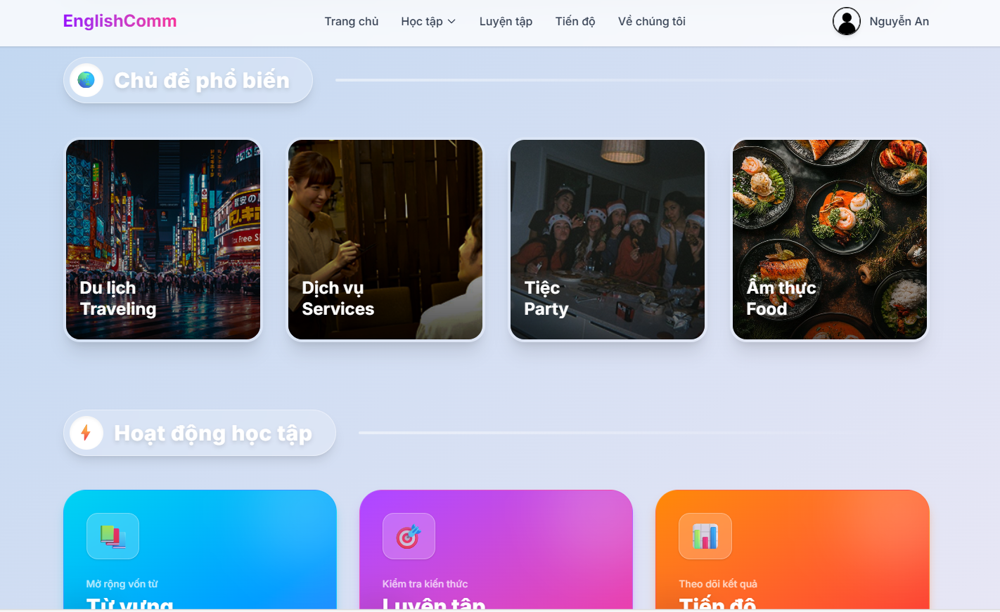 EnglishComm
Trang chủ
Học tập
Luyện tập
Tiến độ
Về chúng tôi
Nguyễn An
Chủ đề phổ biến
Du lịch
Traveling
Dịch vụ
Services
Tiệc
Party
Ẩm thực
Food
Hoạt động học tập
Mở rộng vốn từ
Từ vựng
Kiểm tra kiến thức
Luyện tập
Theo dõi kết quả
Tiến độ